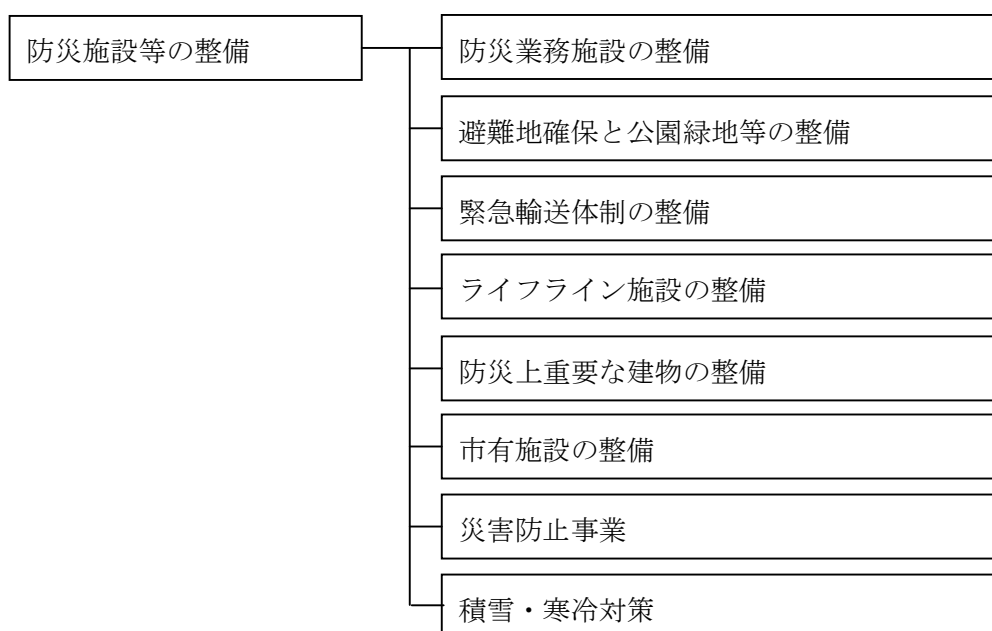 防災施設等の整備
防災業務施設の整備
避難地確保と公園緑地等の整備
緊急輸送体制の整備
ライフライン施設の整備
防災上重要な建物の整備
市有施設の整備
災害防止事業
積雪・寒冷対策